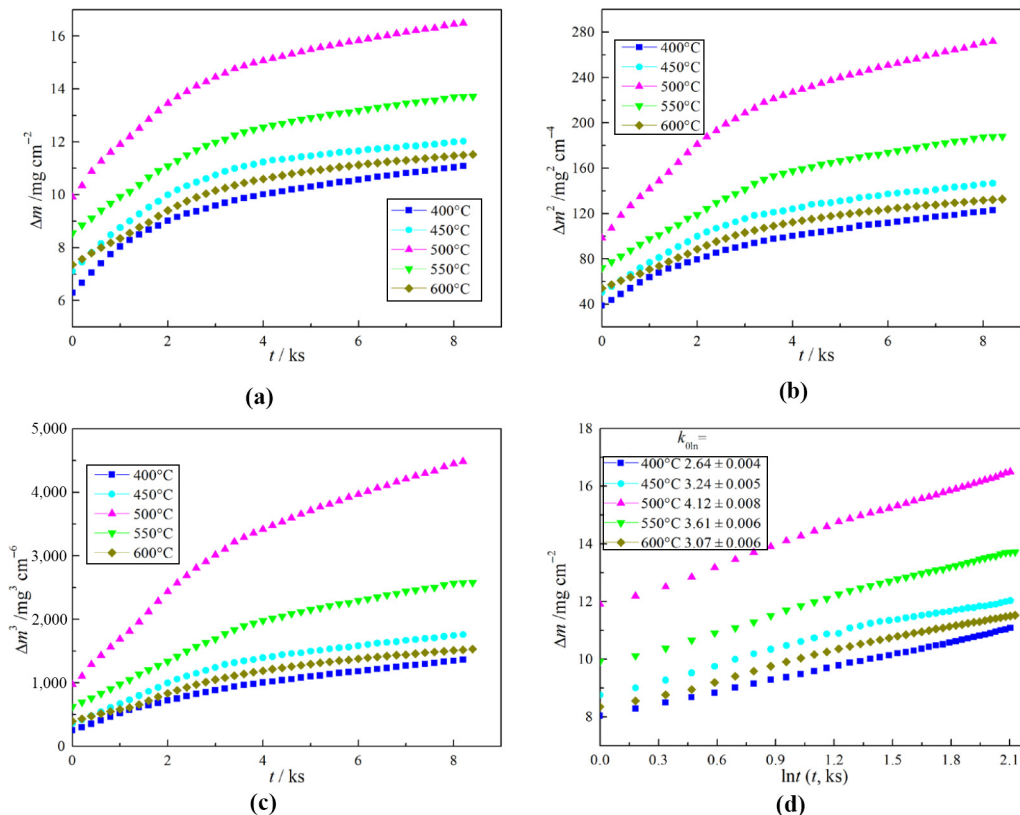 (a)
Δm /mg cm⁻²
16
14
12
10
8
6
0 2 4 6 8
t / ks
400°C
450°C
500°C
550°C
600°C
(b)
Δm² /mg² cm⁻⁴
280
240
200
160
120
80
40
0 2 4 6 8
t / ks
400°C
450°C
500°C
550°C
600°C
(c)
Δm³ /mg³ cm⁻⁶
5,000
4,000
3,000
2,000
1,000
0
0 2 4 6 8
t / ks
400°C
450°C
500°C
550°C
600°C
(d)
Δm /mg cm⁻²
18
16
14
12
10
8
0.0 0.3 0.6 0.9 1.2 1.5 1.8 2.1
lnt (t, ks)
k₀ₗₙ=
400°C 2.64 ± 0.004
450°C 3.24 ± 0.005
500°C 4.12 ± 0.008
550°C 3.61 ± 0.006
600°C 3.07 ± 0.006